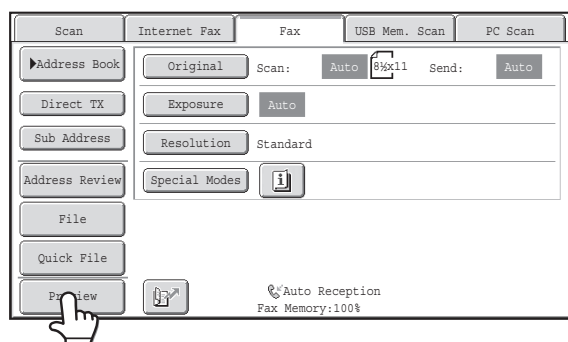 Scan Internet Fax Fax USB Mem. Scan PC Scan
Address Book Original Scan: Auto 8½x11 Send: Auto
Direct TX Exposure Auto
Sub Address Resolution Standard
Address Review Special Modes
File
Quick File
Preview Auto Reception
Fax Memory:100%